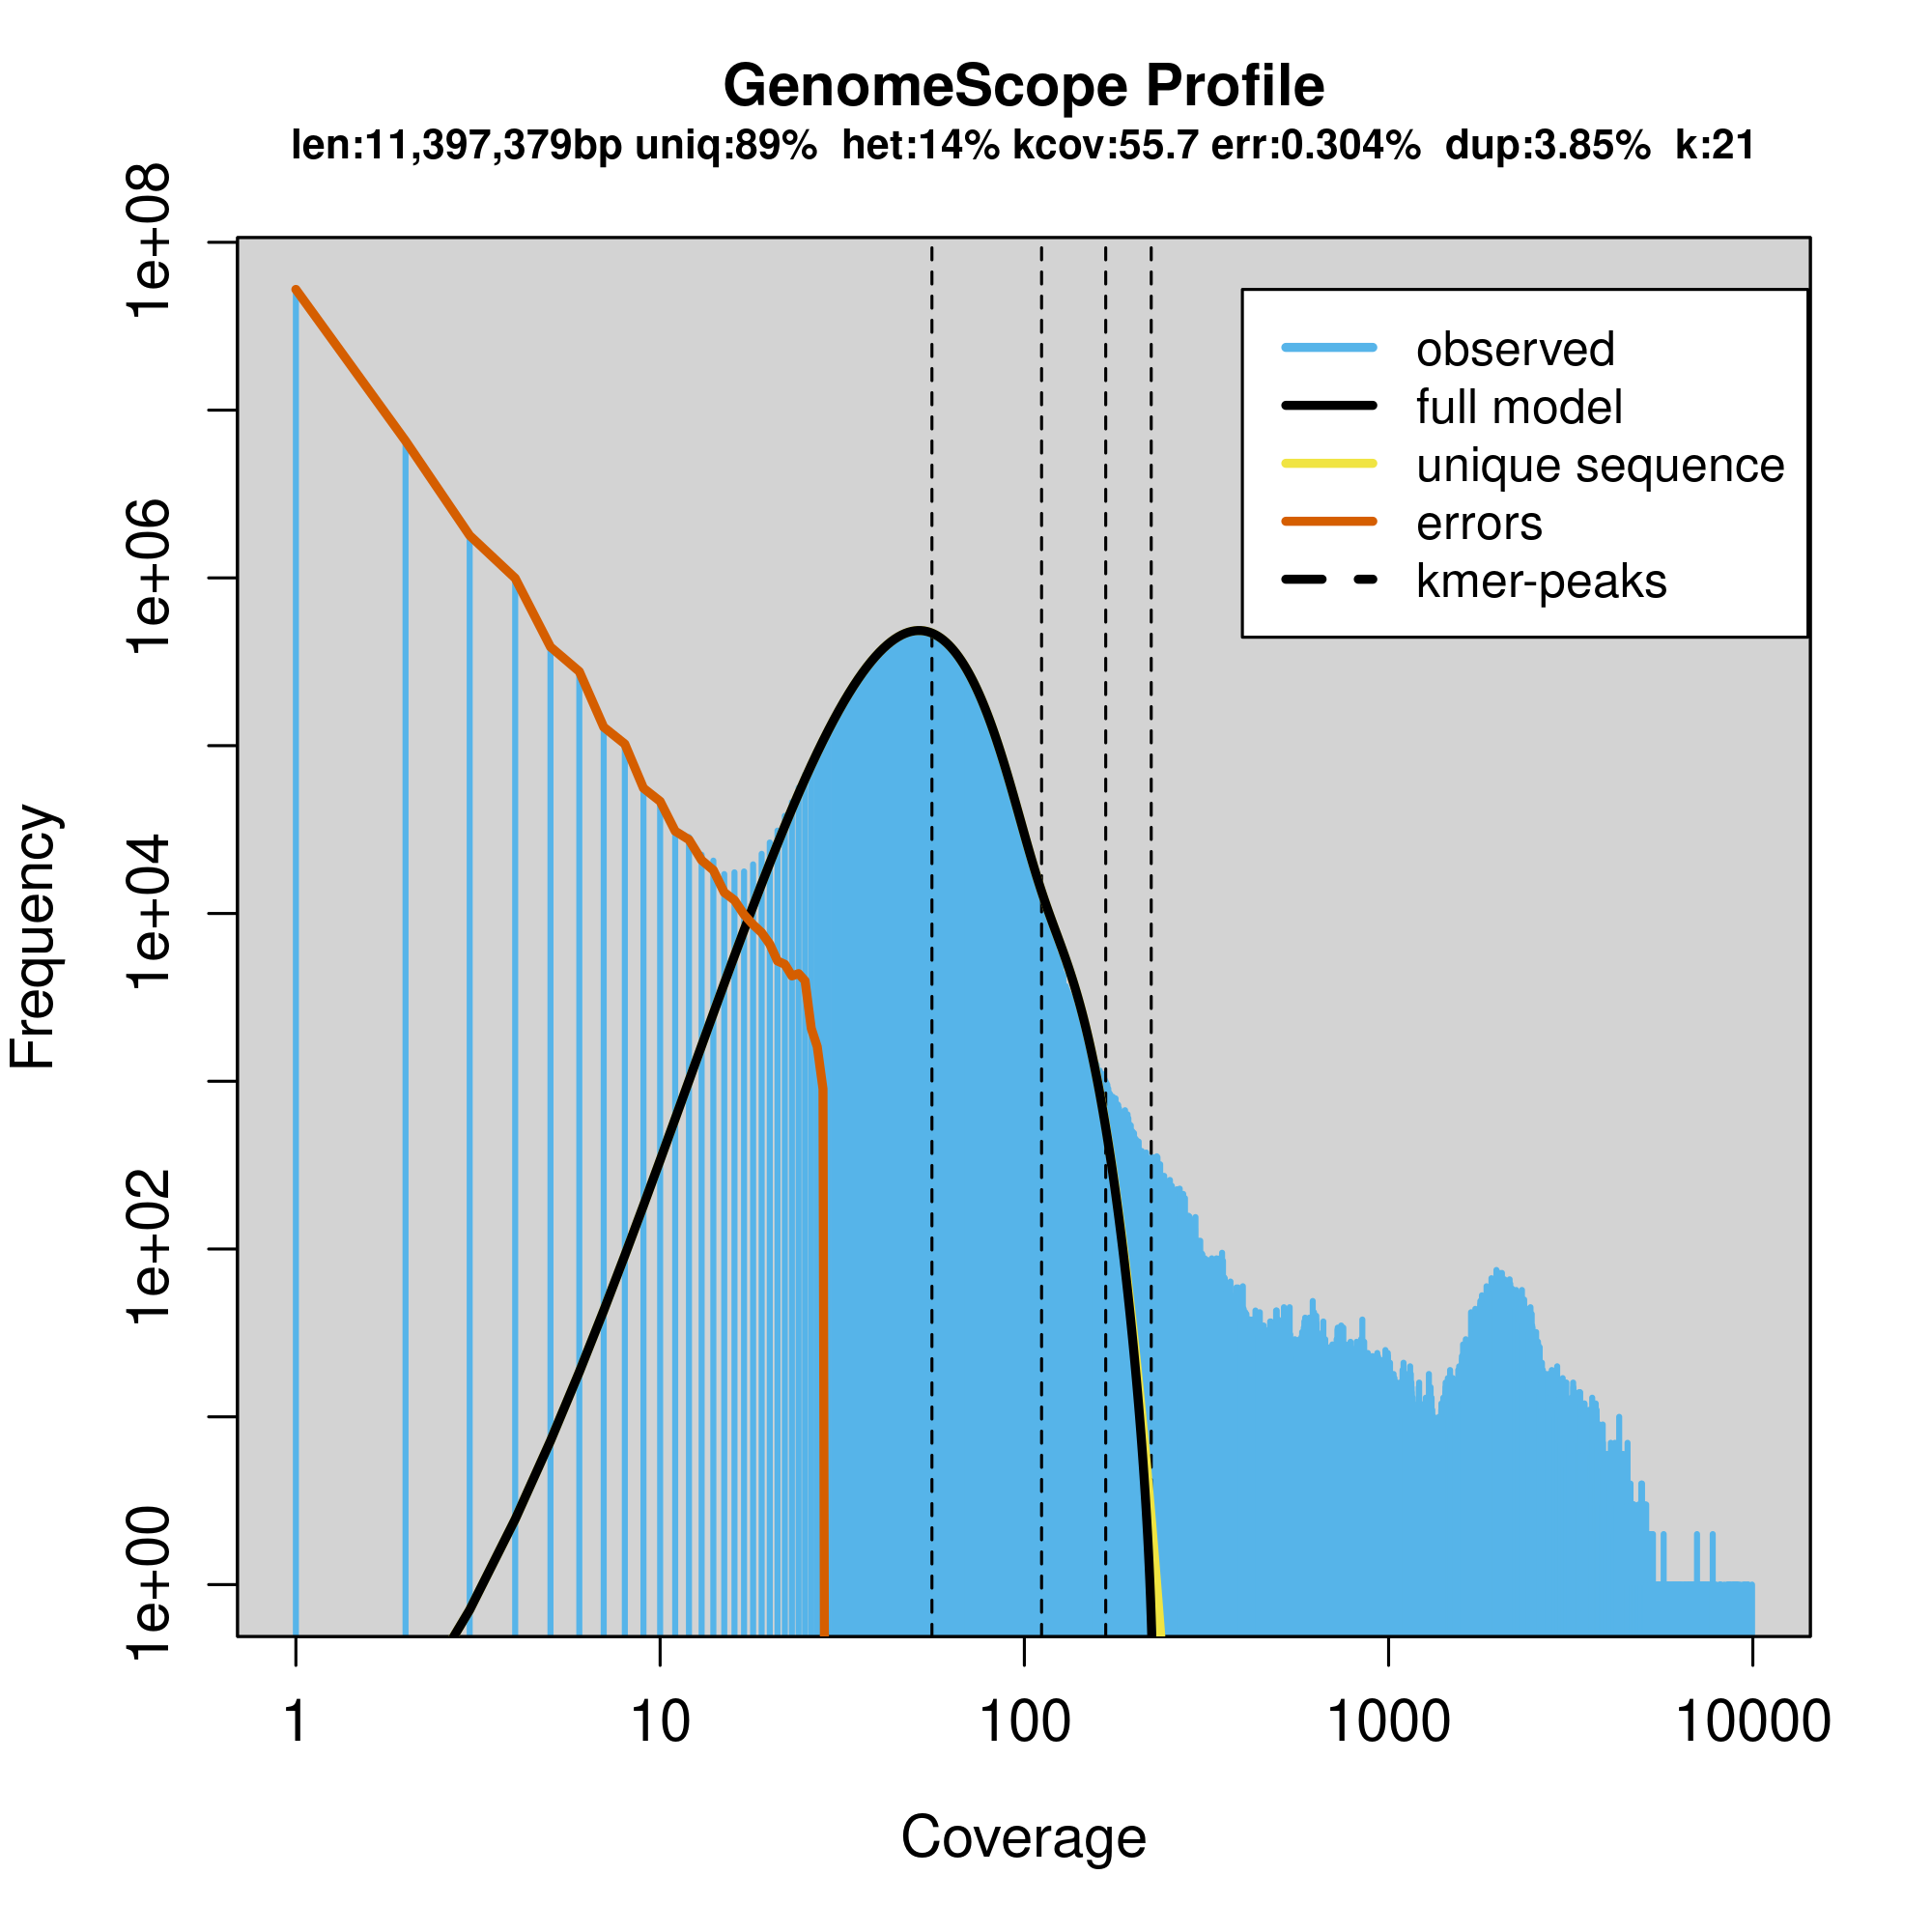 GenomeScope Profile
len:11,397,379bp uniq:89% het:14% kcov:55.7 err:0.304% dup:3.85% k:21
1e+08
1e+06
1e+04
1e+02
1e+00
Frequency
observed
full model
unique sequence
errors
kmer-peaks
1 10 100 1000 10000
Coverage